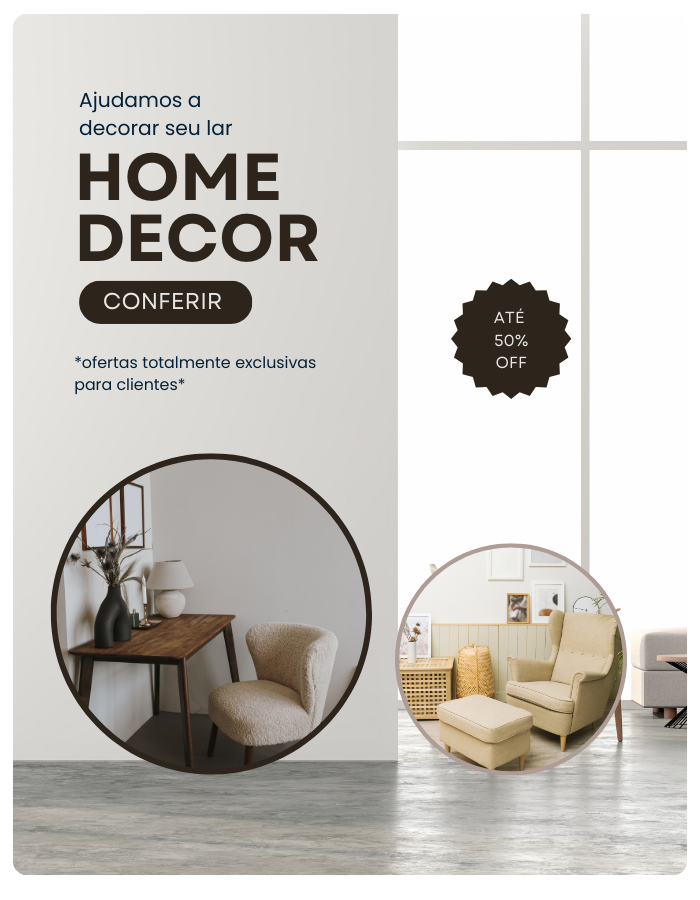 Ajudamos a
decorar seu lar
HOME
DECOR
CONFERIR
*ofertas totalmente exclusivas
para clientes*
ATÉ
50%
OFF